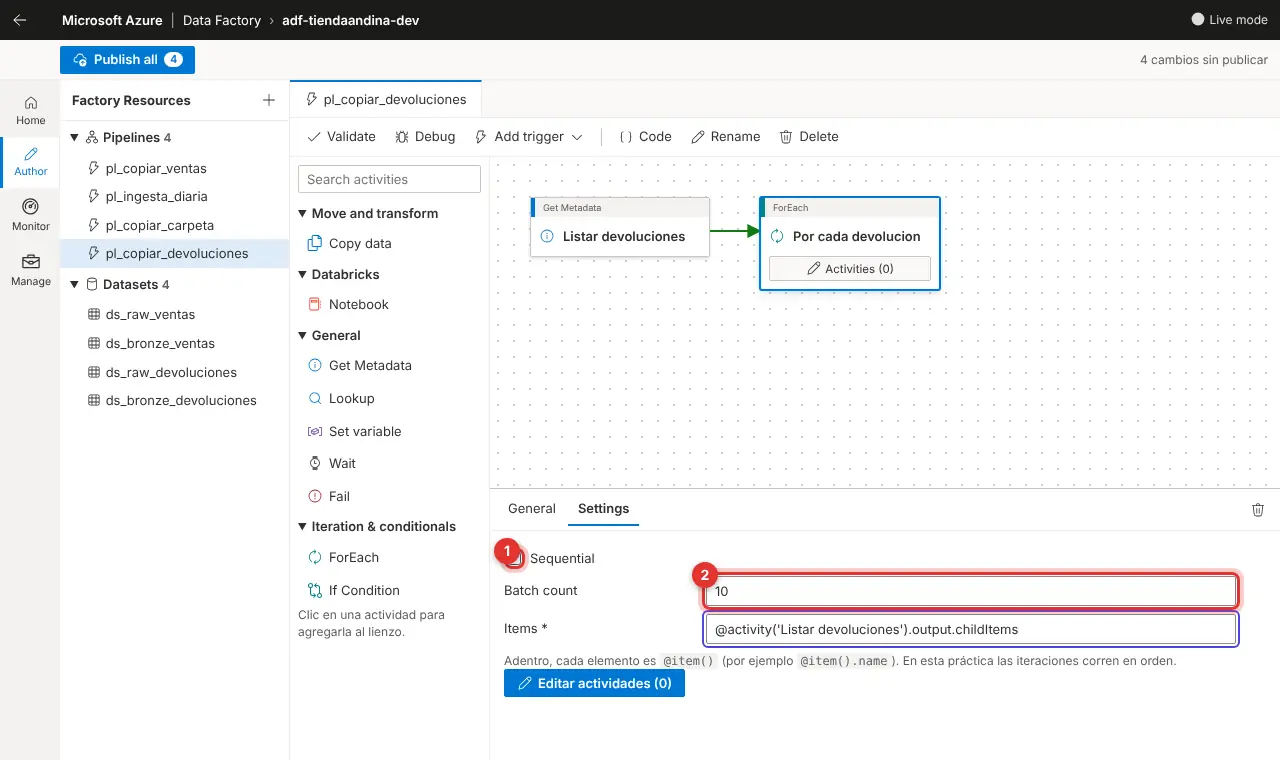 Microsoft Azure Data Factory › adf-tiendaandina-dev Live mode
Publish all 4 4 cambios sin publicar
Home
Author
Monitor
Manage
Factory Resources
Pipelines 4
pl_copiar_ventas
pl_ingesta_diaria
pl_copiar_carpeta
pl_copiar_devoluciones
Datasets 4
ds_raw_ventas
ds_bronze_ventas
ds_raw_devoluciones
ds_bronze_devoluciones
pl_copiar_devoluciones
Validate Debug Add trigger Code Rename Delete
Search activities
Move and transform
Copy data
Databricks
Notebook
General
Get Metadata
Lookup
Set variable
Wait
Fail
Iteration & conditionals
ForEach
If Condition
Clic en una actividad para
agregarla al lienzo.
Get Metadata
Listar devoluciones
ForEach
Por cada devolucion
Activities (0)
General Settings
1 Sequential
Batch count 2 10
Items * @activity('Listar devoluciones').output.childItems
Adentro, cada elemento es @item() (por ejemplo @item().name). En esta práctica las iteraciones corren en orden.
Editar actividades (0)